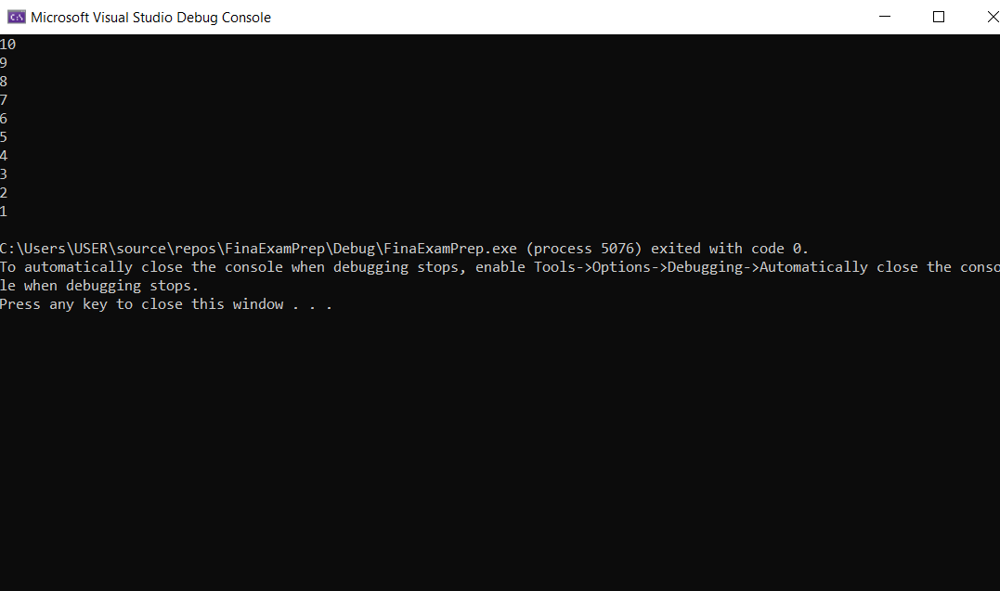 Microsoft Visual Studio Debug Console
10
9
8
7
6
5
4
3
2
1
C:\Users\USER\source\repos\FinaExamPrep\Debug\FinaExamPrep.exe (process 5076) exited with code 0.
To automatically close the console when debugging stops, enable Tools->Options->Debugging->Automatically close the conso
le when debugging stops.
Press any key to close this window . . .